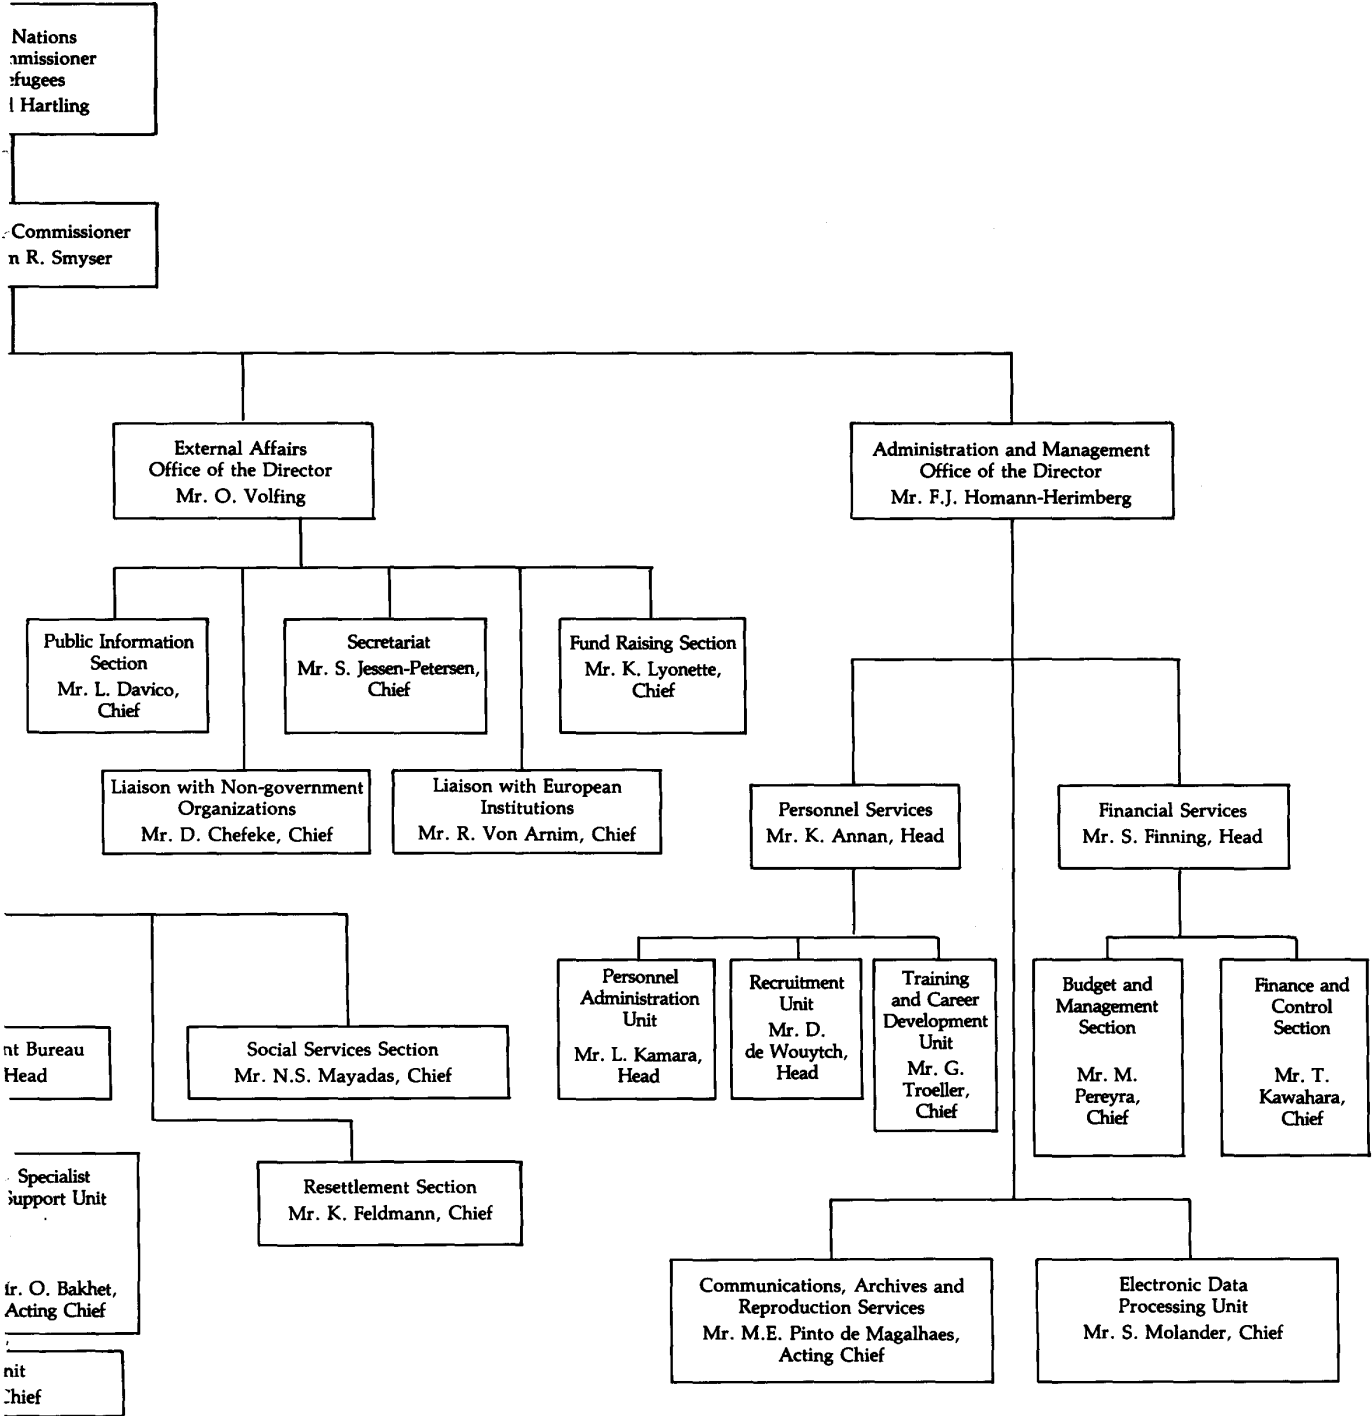 Nations
Hartling
Commissioner
R. Smyser
External Affairs
Office of the Director
Mr. O. Volfing
Administration and Management
Office of the Director
Mr. F.J. Homann-Herimberg
Public Information
Section
Mr. L. Davico,
Chief
Secretariat
Mr. S. Jessen-Petersen,
Chief
Fund Raising Section
Mr. K. Lyonette,
Chief
Liaison with Non-government
Organizations
Mr. D. Chefeke, Chief
Liaison with European
Institutions
Mr. R. Von Arnim, Chief
Personnel Services
Mr. K. Annan, Head
Financial Services
Mr. S. Finning, Head
Personnel
Administration
Unit
Mr. L. Kamara,
Head
Recruitment
Unit
Mr. D.
de Wouytch,
Head
Training
and Career
Development
Unit
Mr. G.
Troeller,
Chief
Budget and
Management
Section
Mr. M.
Pereyra,
Chief
Finance and
Control
Section
Mr. T.
Kawahara,
Chief
Bureau
Head
Social Services Section
Mr. N.S. Mayadas, Chief
Specialist
Support Unit
O. Bakhet,
Acting Chief
Resettlement Section
Mr. K. Feldmann, Chief
Chief
Communications, Archives and
Reproduction Services
Mr. M.E. Pinto de Magalhaes,
Acting Chief
Electronic Data
Processing Unit
Mr. S. Molander, Chief